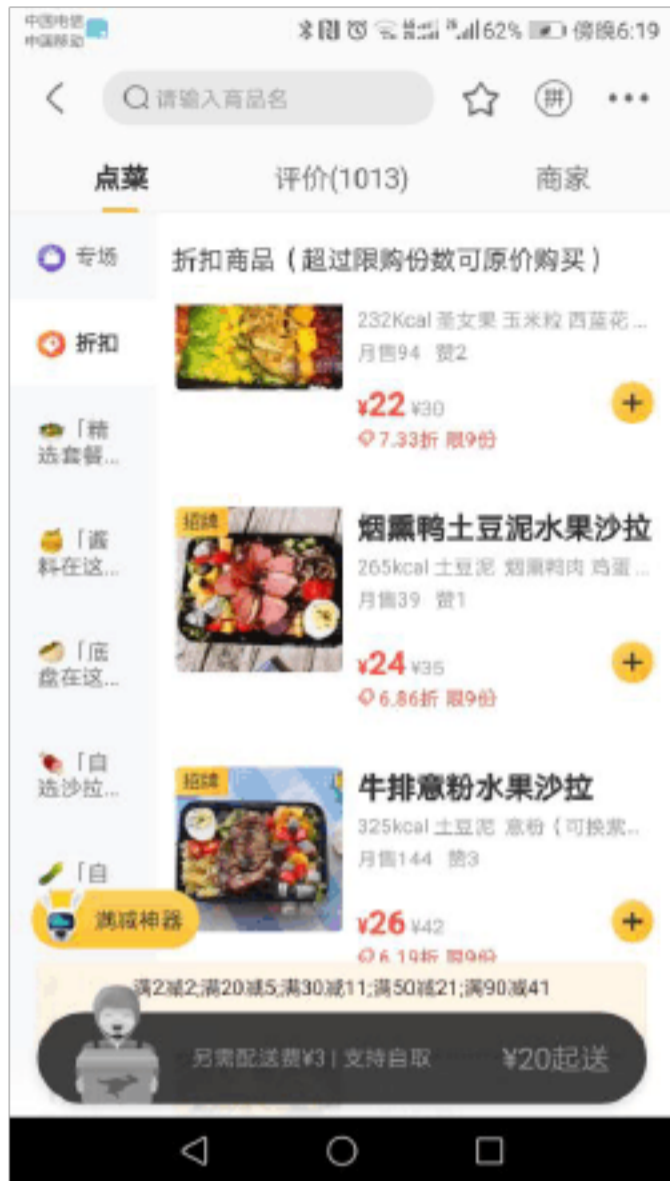 中国电信
中国移动
62% 傍晚6:19
请输入商品名
拼
点菜 评价(1013) 商家
专场
折扣
「精
选套餐...
「酱
料在这...
「底
盘在这...
「自
选沙拉...
「自
折扣商品(超过限购份数可原价购买)
232Kcal 圣女果 玉米粒 西蓝花...
月售94 赞2
¥22 ¥30
7.33折 限9份
招牌
烟熏鸭土豆泥水果沙拉
265kcal 土豆泥 烟熏鸭肉 鸡蛋...
月售39 赞1
¥24 ¥35
6.86折 限9份
招牌
牛排意粉水果沙拉
325kcal 土豆泥 意粉(可换紫...
月售144 赞3
¥26 ¥42
6.19折 限9份
满减神器
满2减2;满20减5;满30减11;满50减21;满90减41
另需配送费¥3 | 支持自取
¥20起送